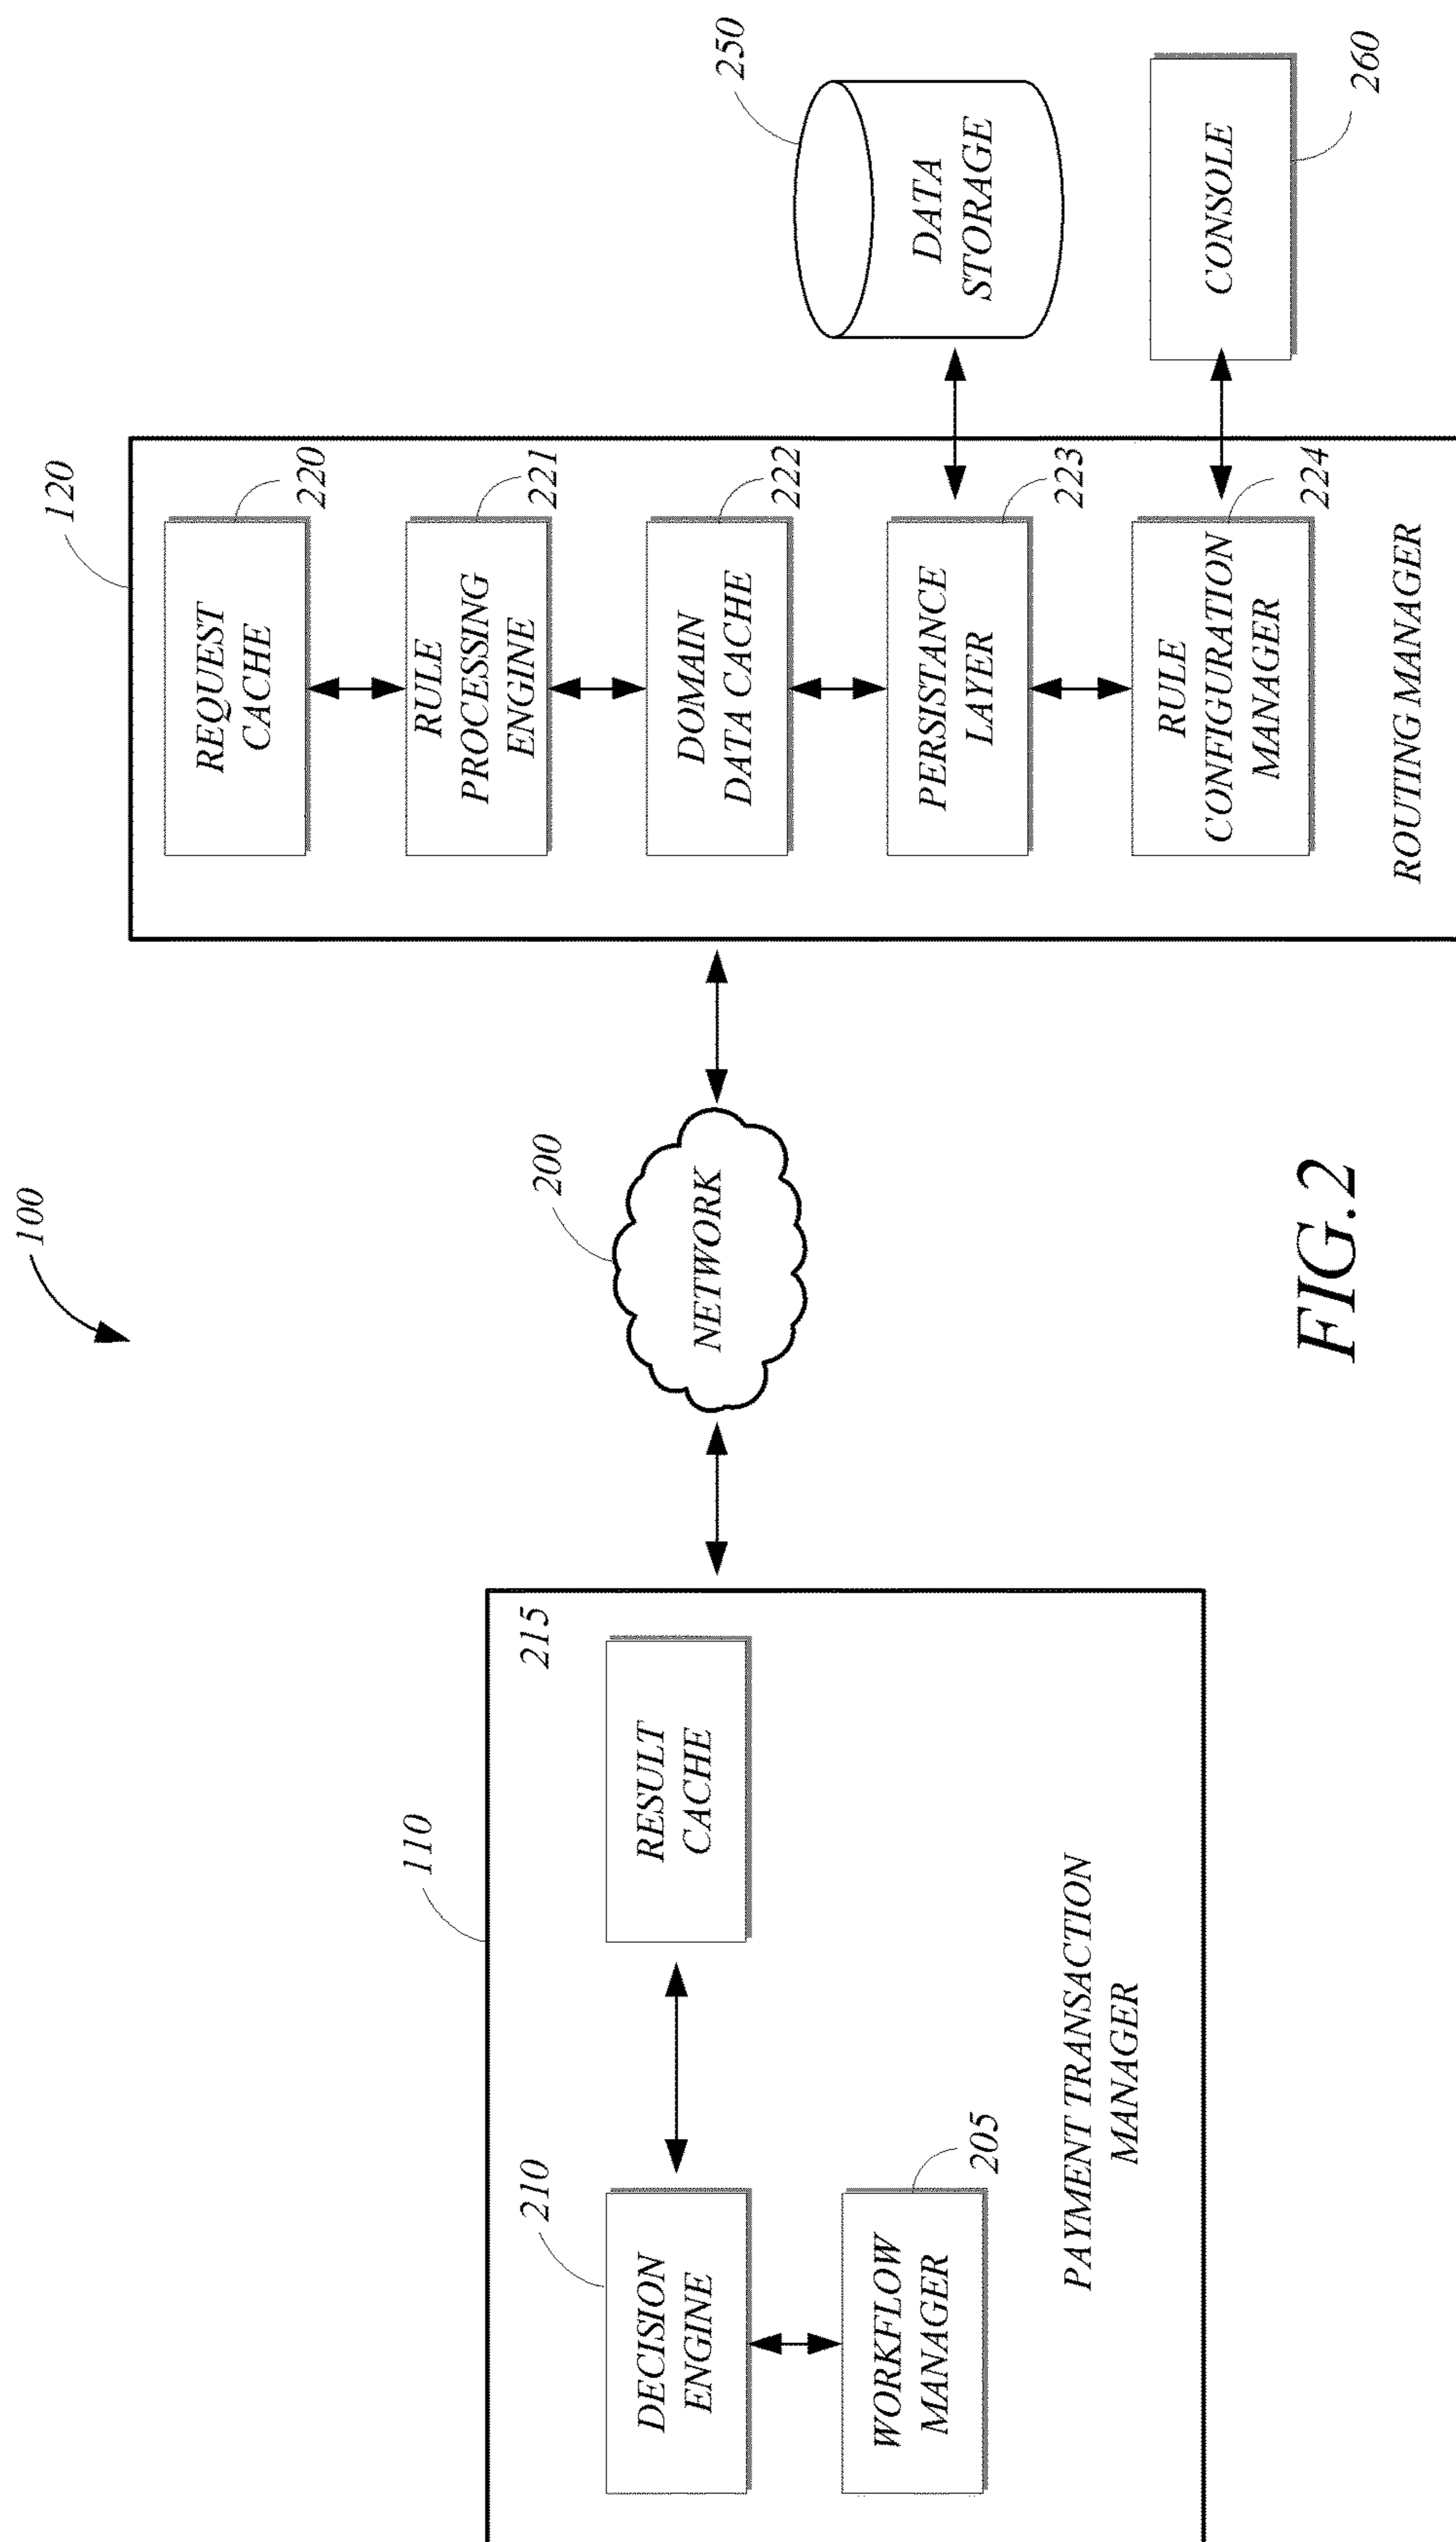 100
110
215
RESULT
CACHE
210
DECISION
ENGINE
WORKFLOW
MANAGER
205
PAYMENT TRANSACTION
MANAGER
200
NETWORK
120
REQUEST
CACHE
220
RULE
PROCESSING
ENGINE
221
DOMAIN
DATA CACHE
222
PERSISTANCE
LAYER
223
RULE
CONFIGURATION
MANAGER
224
ROUTING MANAGER
250
DATA
STORAGE
CONSOLE
260
FIG.2